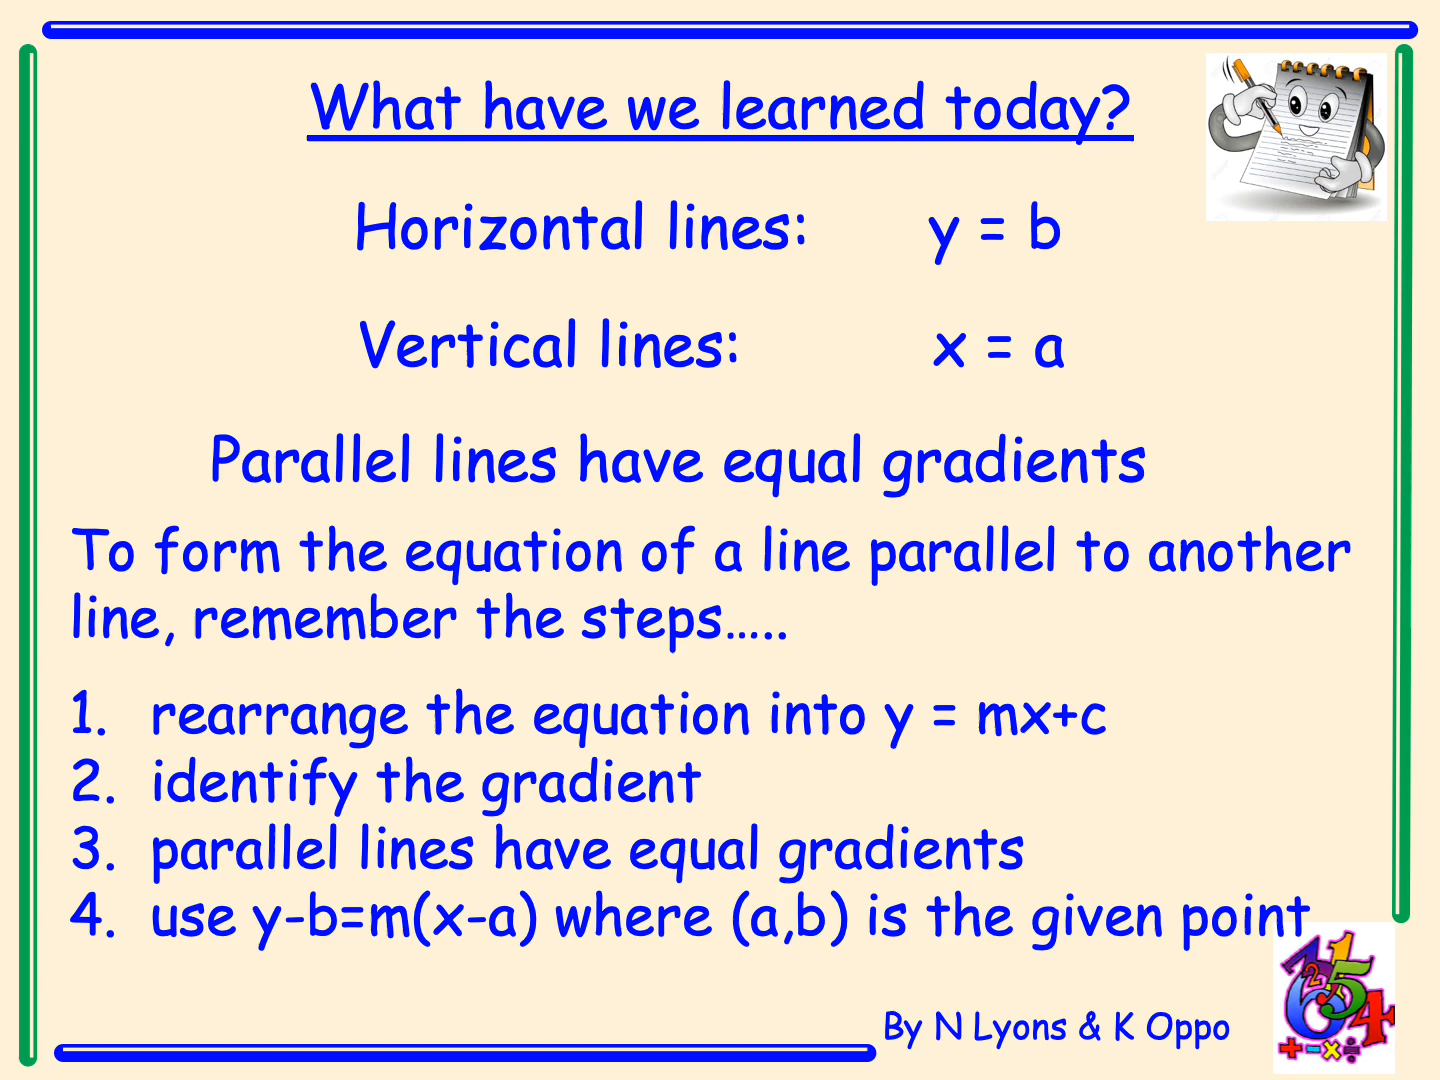 What have we learned today?
Horizontal lines: y = b
Vertical lines: x = a
Parallel lines have equal gradients
To form the equation of a line parallel to another
line, remember the steps…..
1. rearrange the equation into y = mx+c
2. identify the gradient
3. parallel lines have equal gradients
4. use y-b=m(x-a) where (a,b) is the given point
By N Lyons & K Oppo